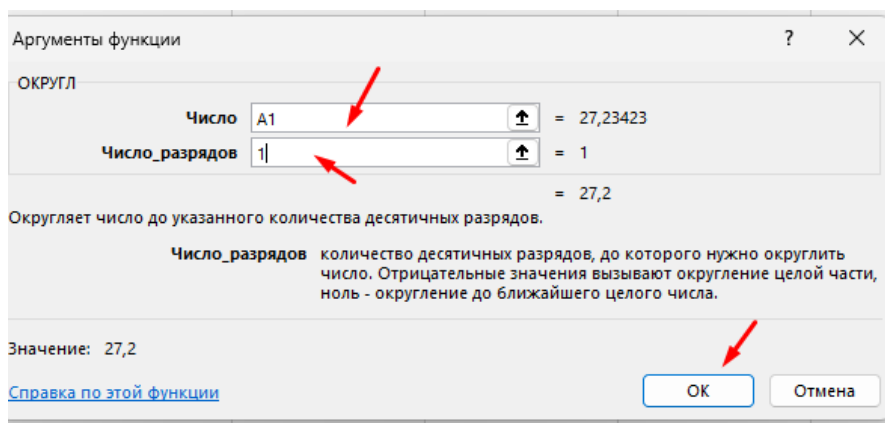 Аргументы функции ? ×
ОКРУГЛ
Число A1 = 27,23423
Число_разрядов 1 = 1
= 27,2
Округляет число до указанного количества десятичных разрядов.
Число_разрядов количество десятичных разрядов, до которого нужно округлить
число. Отрицательные значения вызывают округление целой части,
ноль - округление до ближайшего целого числа.
Значение: 27,2
Справка по этой функции ОК Отмена